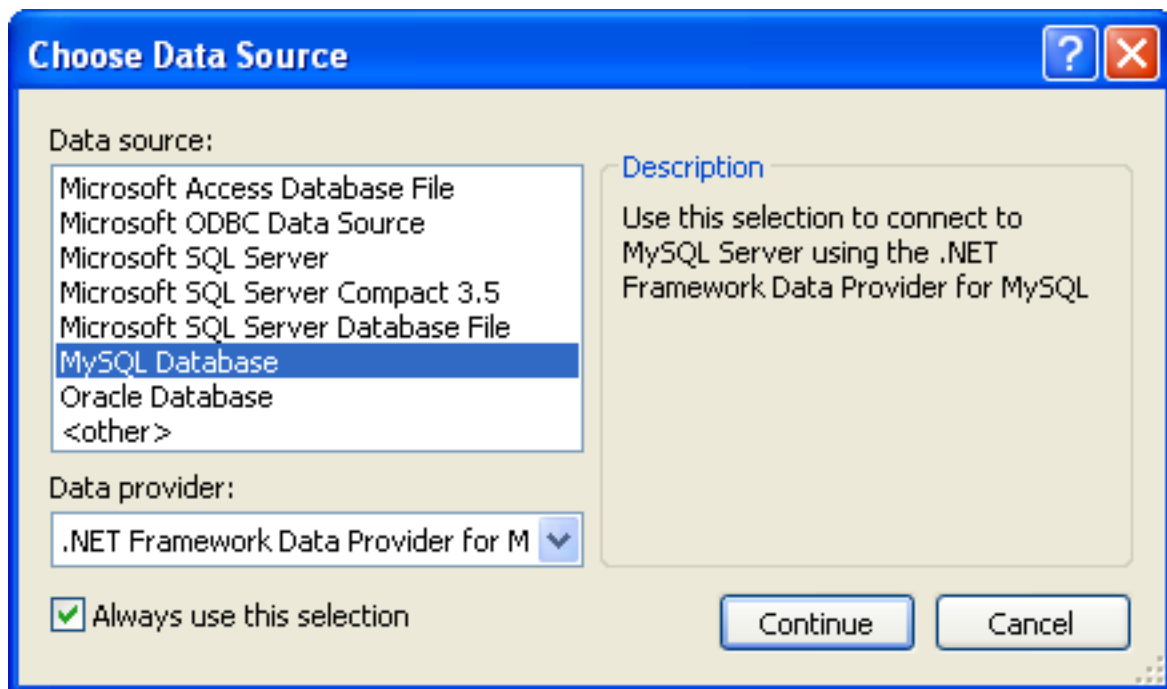 Choose Data Source
?
Data source:
Microsoft Access Database File
Microsoft ODBC Data Source
Microsoft SQL Server
Microsoft SQL Server Compact 3.5
Microsoft SQL Server Database File
MySQL Database
Oracle Database
<other>
Data provider:
.NET Framework Data Provider for M
Always use this selection
Description
Use this selection to connect to
MySQL Server using the .NET
Framework Data Provider for MySQL
Continue
Cancel